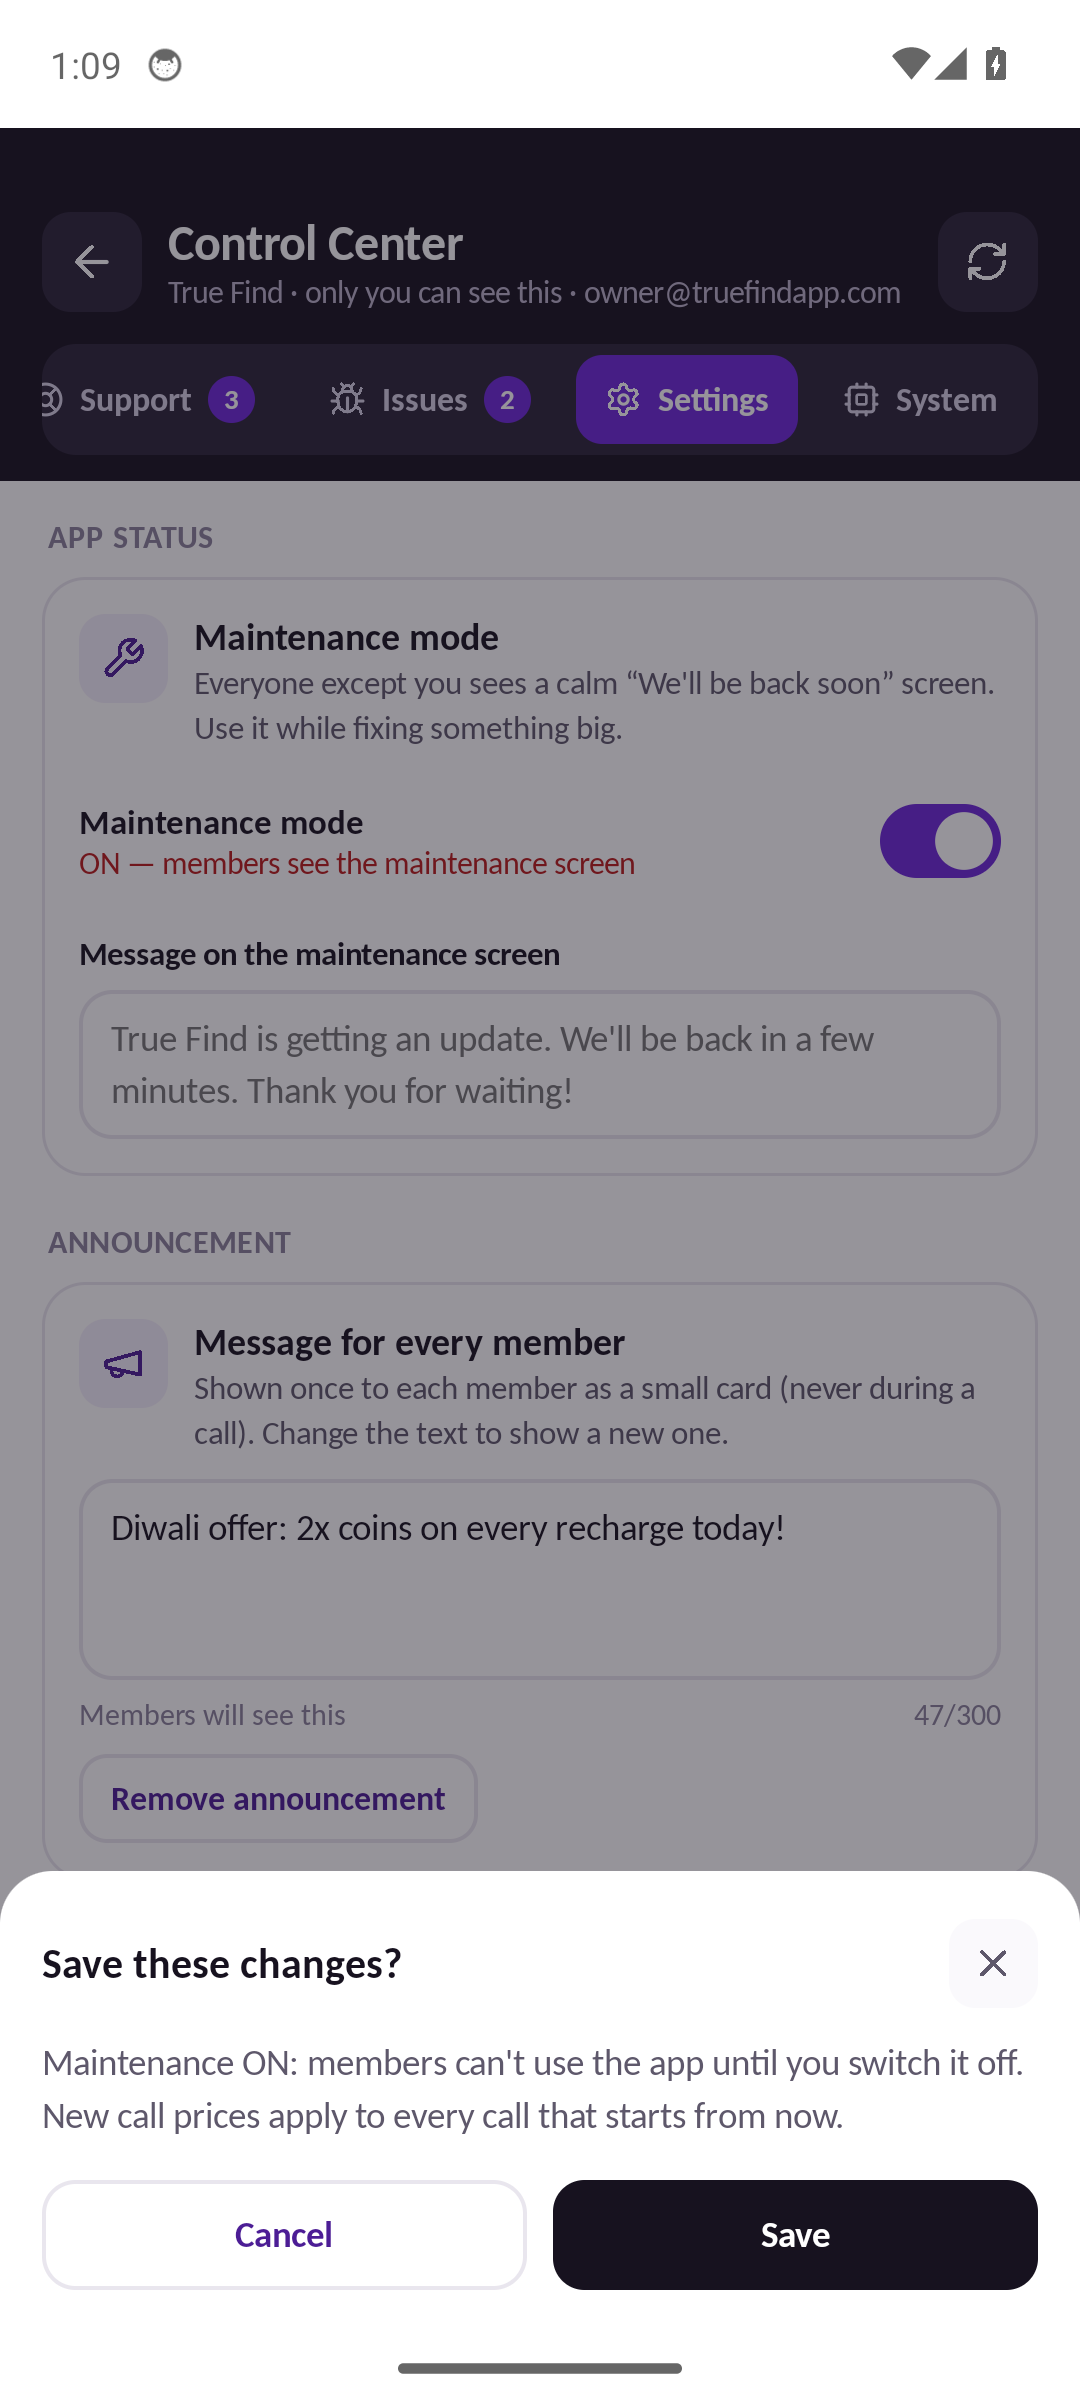 1:09
Control Center
True Find · only you can see this · owner@truefindapp.com
Support 3 Issues 2 Settings System
APP STATUS
Maintenance mode
Everyone except you sees a calm “We'll be back soon” screen.
Use it while fixing something big.
Maintenance mode
ON — members see the maintenance screen
Message on the maintenance screen
True Find is getting an update. We'll be back in a few
minutes. Thank you for waiting!
ANNOUNCEMENT
Message for every member
Shown once to each member as a small card (never during a
call). Change the text to show a new one.
Diwali offer: 2x coins on every recharge today!
Members will see this 47/300
Remove announcement
Save these changes?
Maintenance ON: members can't use the app until you switch it off.
New call prices apply to every call that starts from now.
Cancel Save